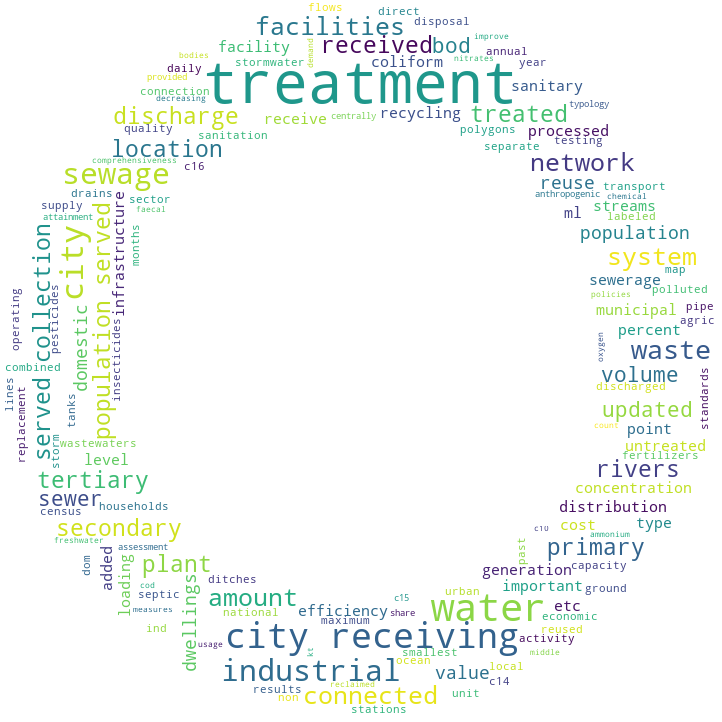 flows
direct
disposal
facilities
improve
facility
received
bod
annual
bodies
demand
stormwater
coliform
nitrates
year
daily
provided
treatment
connection
decreasing
sanitary
typology
discharge
receive
centrally
recycling
treated
quality
sanitation
polygons
processed
location
separate
testing
comprehensiveness
network
sewage
c16
reuse
drains
sector
anthropogenic
transport
chemical
supply
faecal
infrastructure
ml
streams
labeled
attainment
population served
months
population
city
served collection
system
map
sewerage
polluted
operating
pesticides
policies
municipal
pipe
agric
insecticides
domestic
percent
oxygen
waste
combined
volume
discharged
standards
lines
replacement
tanks
updated
storm
point
count
wastewaters
untreated
level
fertilizers
tertiary
rivers
concentration
sewer
households
distribution
census
secondary
cost
type
c10
freshwater
assessment
past
ammonium
primary
dom
added
loading
cod
plant
generation
capacity
ditches
important
septic
amount
c15
urban
ground
measures
national
efficiency
share
water
etc
maximum
economic
ind
dwellings
usage
city receiving
reused
activity
kt
smallest
middle
industrial
ocean
value
local
results
reclaimed
c14
non
connected
unit
stations